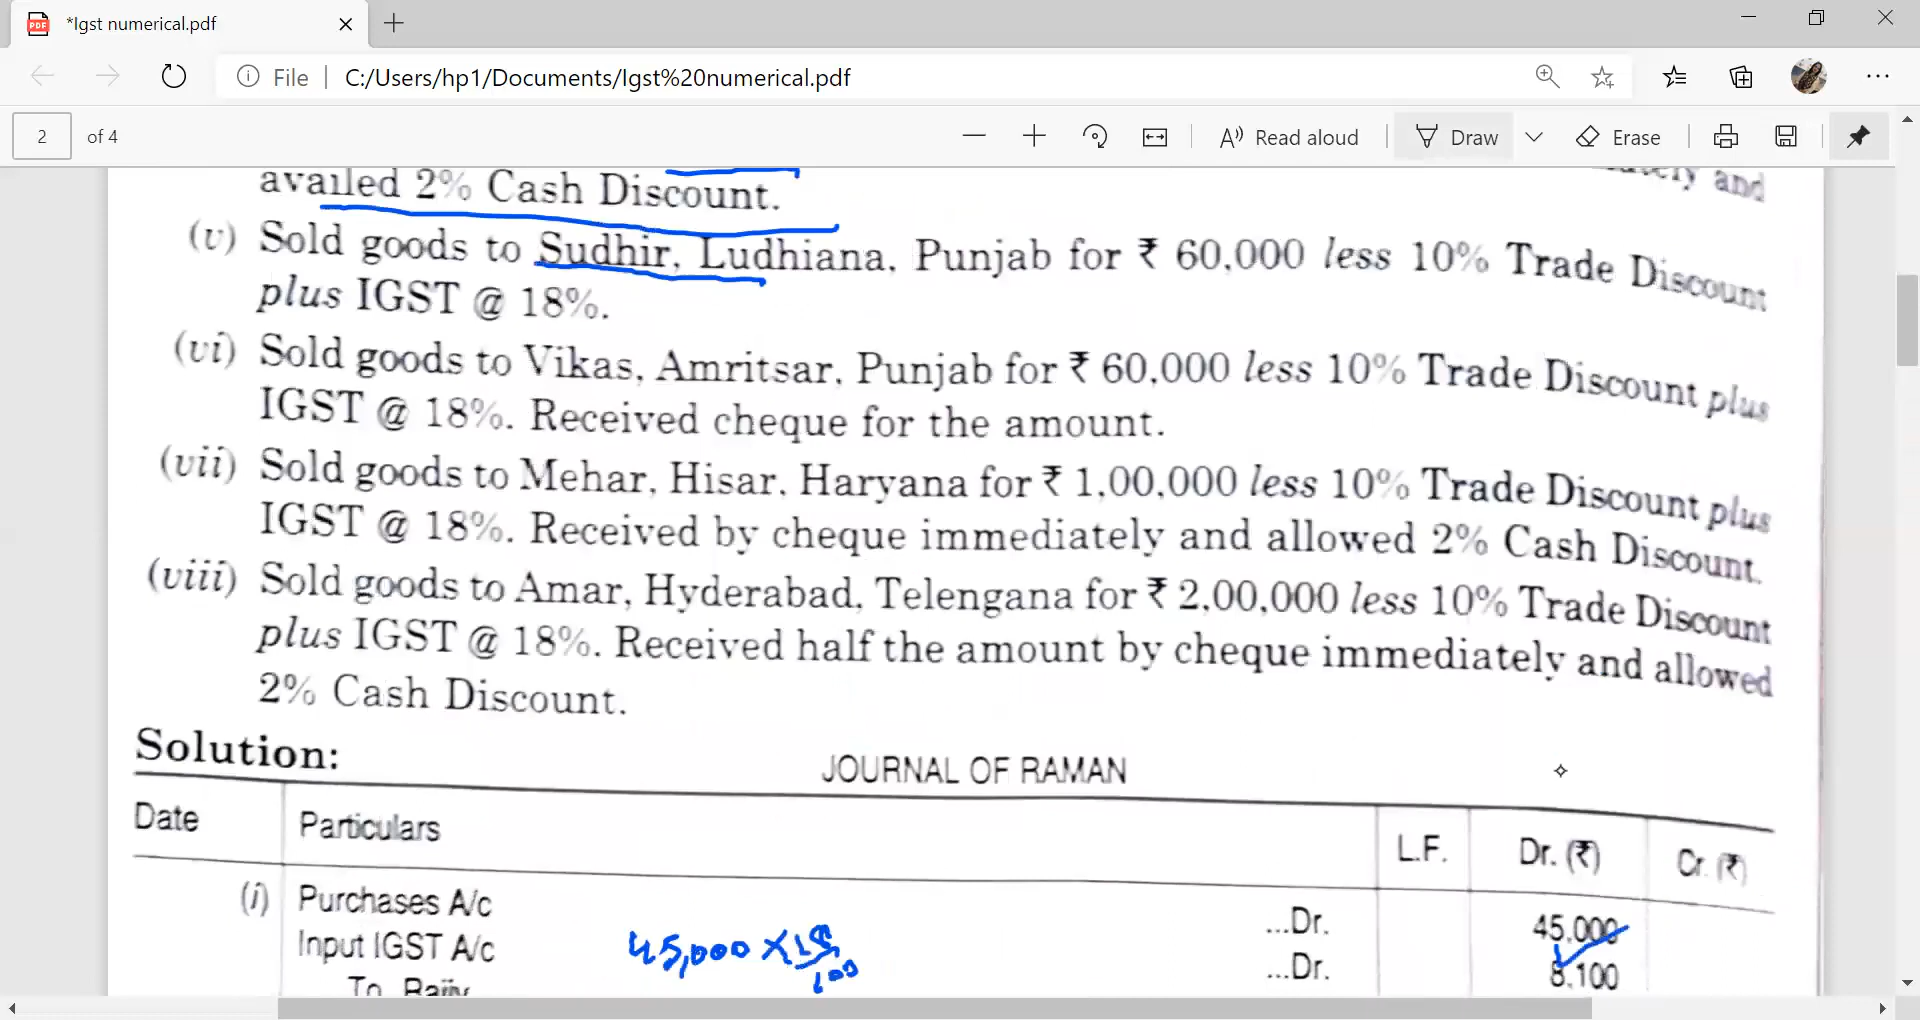 *Igst numerical.pdf
File | C:/Users/hp1/Documents/Igst%20numerical.pdf
2 of 4 Read aloud Draw Erase
and
availed 2% Cash Discount.
(v) Sold goods to Sudhir, Ludhiana, Punjab for ₹ 60,000 less 10% Trade Discount
plus IGST @ 18%.
(vi) Sold goods to Vikas, Amritsar, Punjab for ₹ 60,000 less 10% Trade Discount plus
IGST @ 18%. Received cheque for the amount.
(vii) Sold goods to Mehar, Hisar, Haryana for ₹ 1,00,000 less 10% Trade Discount plus
IGST @ 18%. Received by cheque immediately and allowed 2% Cash Discount.
(viii) Sold goods to Amar, Hyderabad, Telengana for ₹ 2,00,000 less 10% Trade Discount
plus IGST @ 18%. Received half the amount by cheque immediately and allowed
2% Cash Discount.
Solution:
JOURNAL OF RAMAN
Date Particulars L.F. Dr. (₹) Cr. (₹)
(i) Purchases A/c ...Dr. 45,000
Input IGST A/c 45,000 × 18/100 ...Dr. 8,100
To